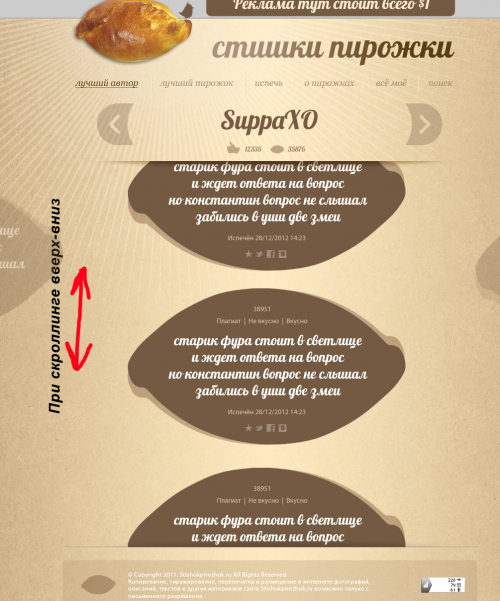 Реклама тут стоит всего $1
стишки пирожки
лучший автор лучший пирожок испечь о пирожках всё моё поиск
SuppaXO
12335 35876
старик фура стоит в светлице
и ждет ответа на вопрос
но константин вопрос не слышал
забились в уши две змеи
Испечён 28/12/2012 14:23
ице
шал
При скроллинге вверх-вниз
38951
Плагиат | Не вкусно | Вкусно
старик фура стоит в светлице
и ждет ответа на вопрос
но константин вопрос не слышал
забились в уши две змеи
Испечён 28/12/2012 14:23
38951
Плагиат | Не вкусно | Вкусно
старик фура стоит в светлице
и ждет ответа на вопрос
© Copyright 2011. Stishokpirozhok.ru All Rights Reserved
Копирование, тиражирование, перепечатка и размещение в интернете фотографий,
описаний, текстов и других материалов сайта Stishokpirozhok.ru возможно только с
письменного разрешения.